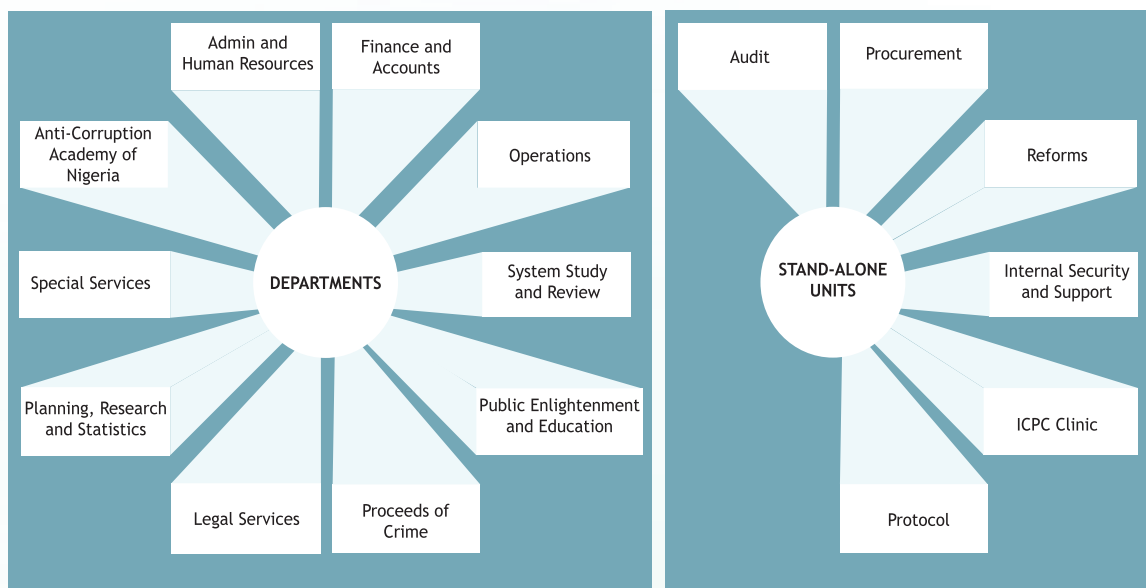 Admin and
Human Resources
Finance and
Accounts
Anti-Corruption
Academy of
Nigeria
Operations
Special Services
DEPARTMENTS
System Study
and Review
Planning, Research
and Statistics
Public Enlightenment
and Education
Legal Services
Proceeds of
Crime
Audit
Procurement
Reforms
STAND-ALONE
UNITS
Internal Security
and Support
ICPC Clinic
Protocol